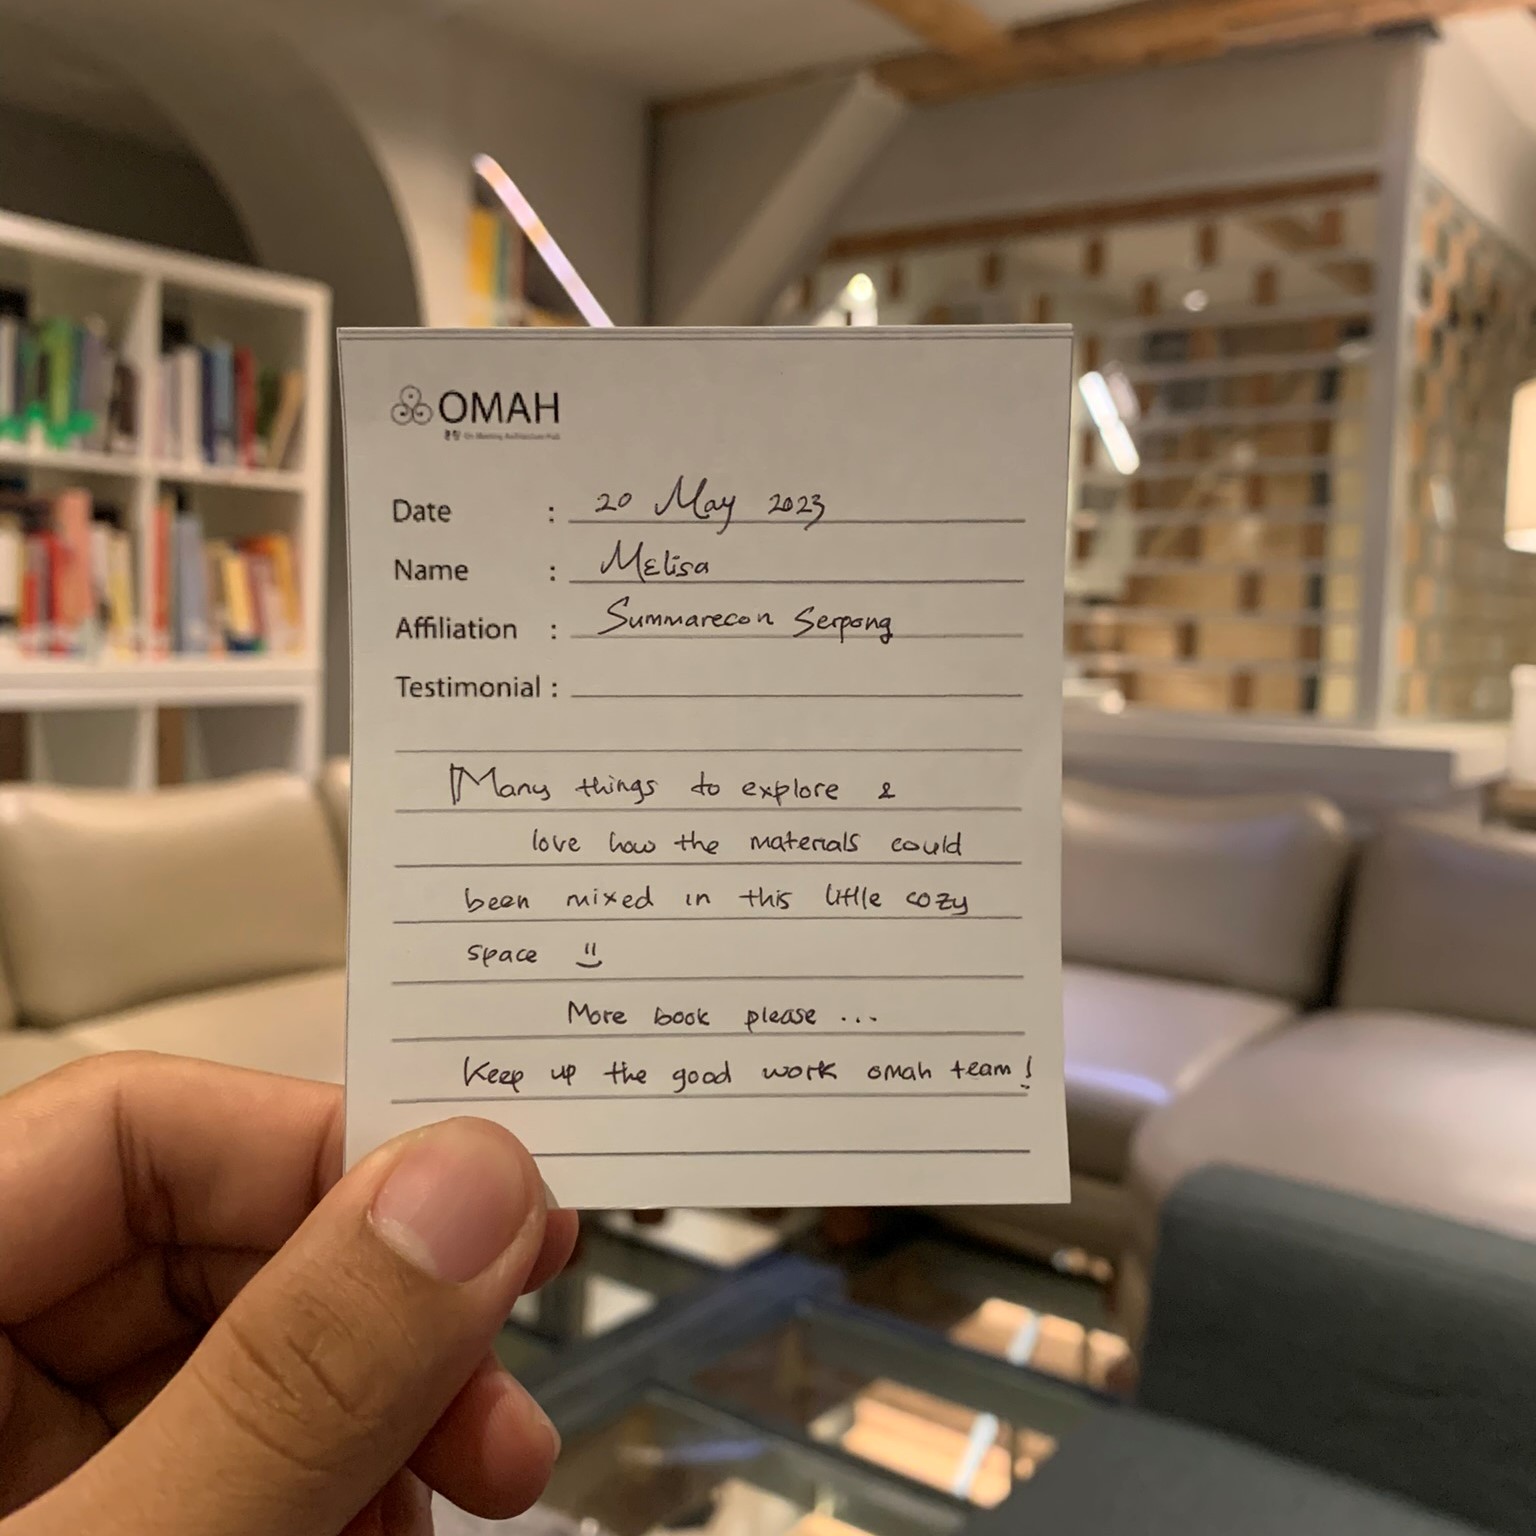 OMAH
Date : 20 May 2023
Name : Melisa
Affiliation : Summarecon Serpong
Testimonial :
Many things to explore &
love how the materials could
been mixed in this little cozy
space
More book please ...
Keep up the good work omah team !